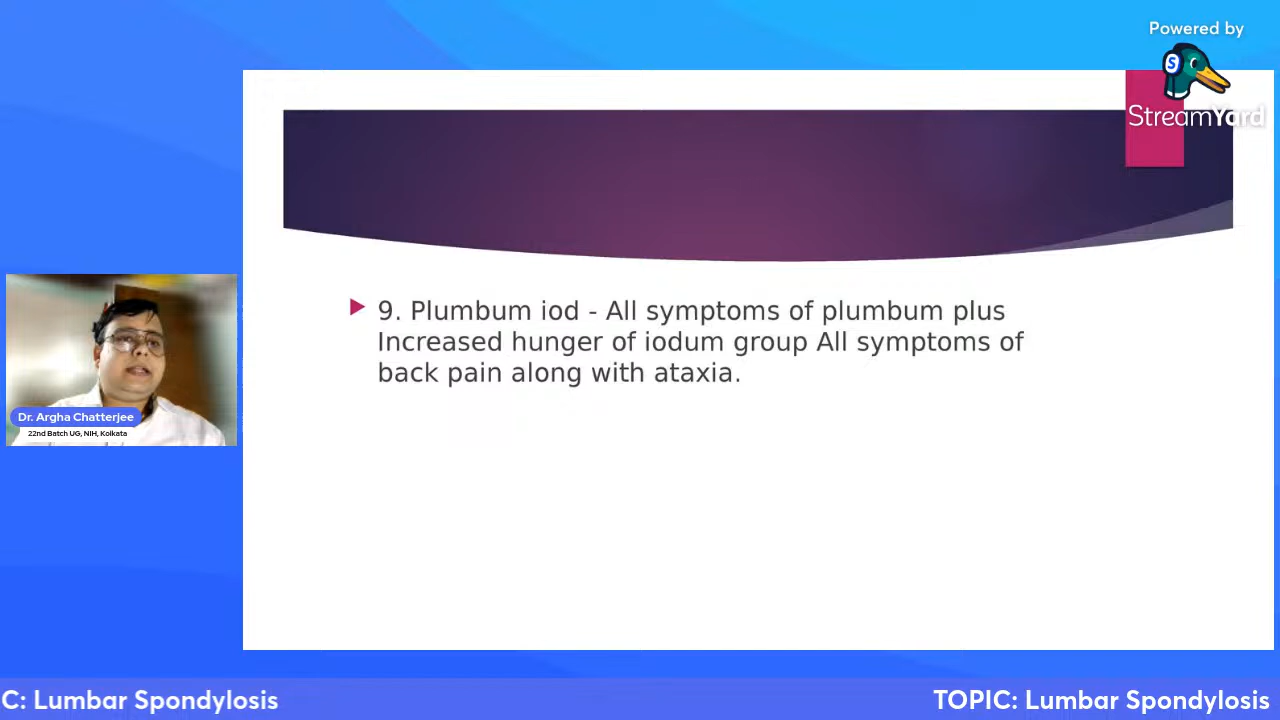 Powered by
StreamYard
9. Plumbum iod - All symptoms of plumbum plus
Increased hunger of iodum group All symptoms of
back pain along with ataxia.
Dr. Argha Chatterjee
22nd Batch UG, NIH, Kolkata
C: Lumbar Spondylosis
TOPIC: Lumbar Spondylosis